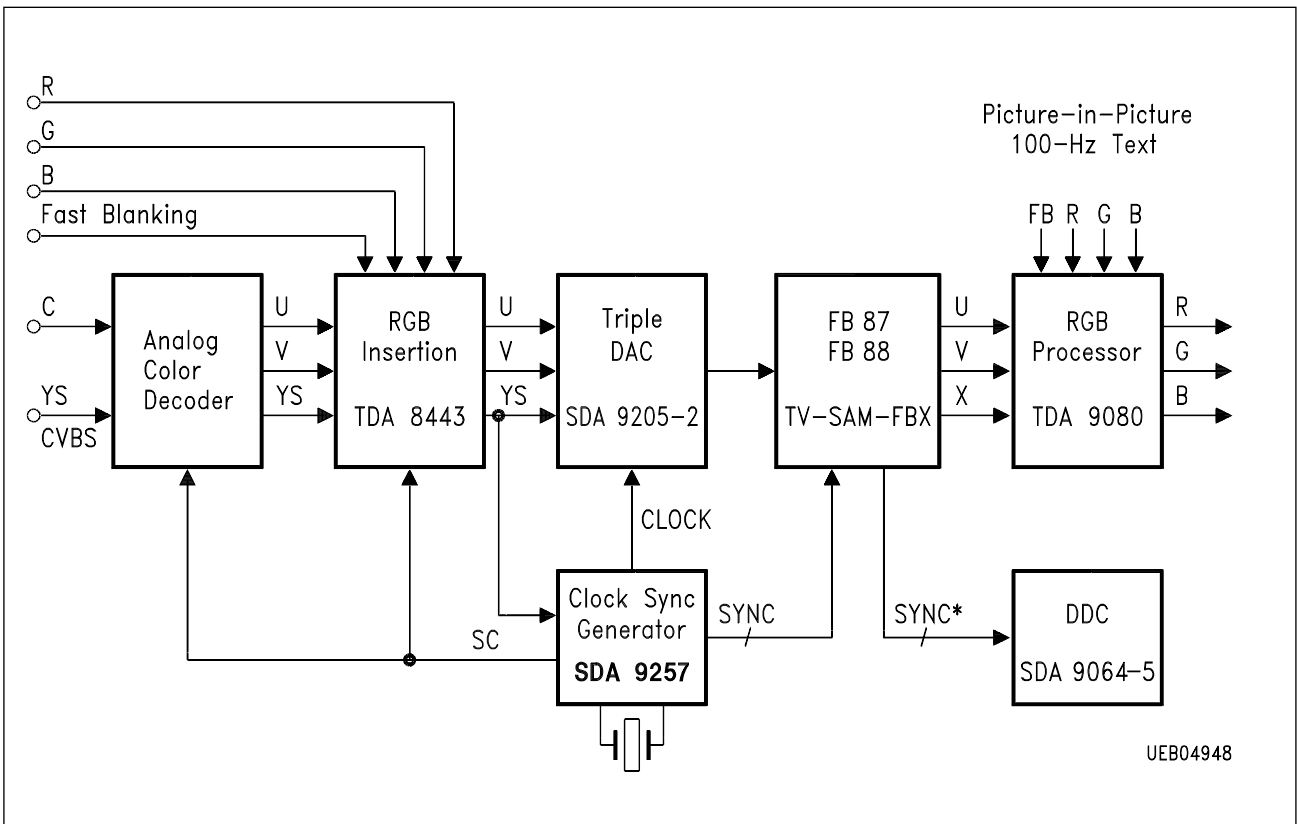 R
G
B
Fast Blanking
Picture-in-Picture
100-Hz Text
FB R G B
C
YS
CVBS
Analog
Color
Decoder
U
V
YS
RGB
Insertion
TDA 8443
U
V
YS
Triple
DAC
SDA 9205-2
FB 87
FB 88
TV-SAM-FBX
U
V
X
RGB
Processor
TDA 9080
R
G
B
CLOCK
Clock Sync
Generator
SDA 9257
SC
SYNC
SYNC*
DDC
SDA 9064-5
UEB04948